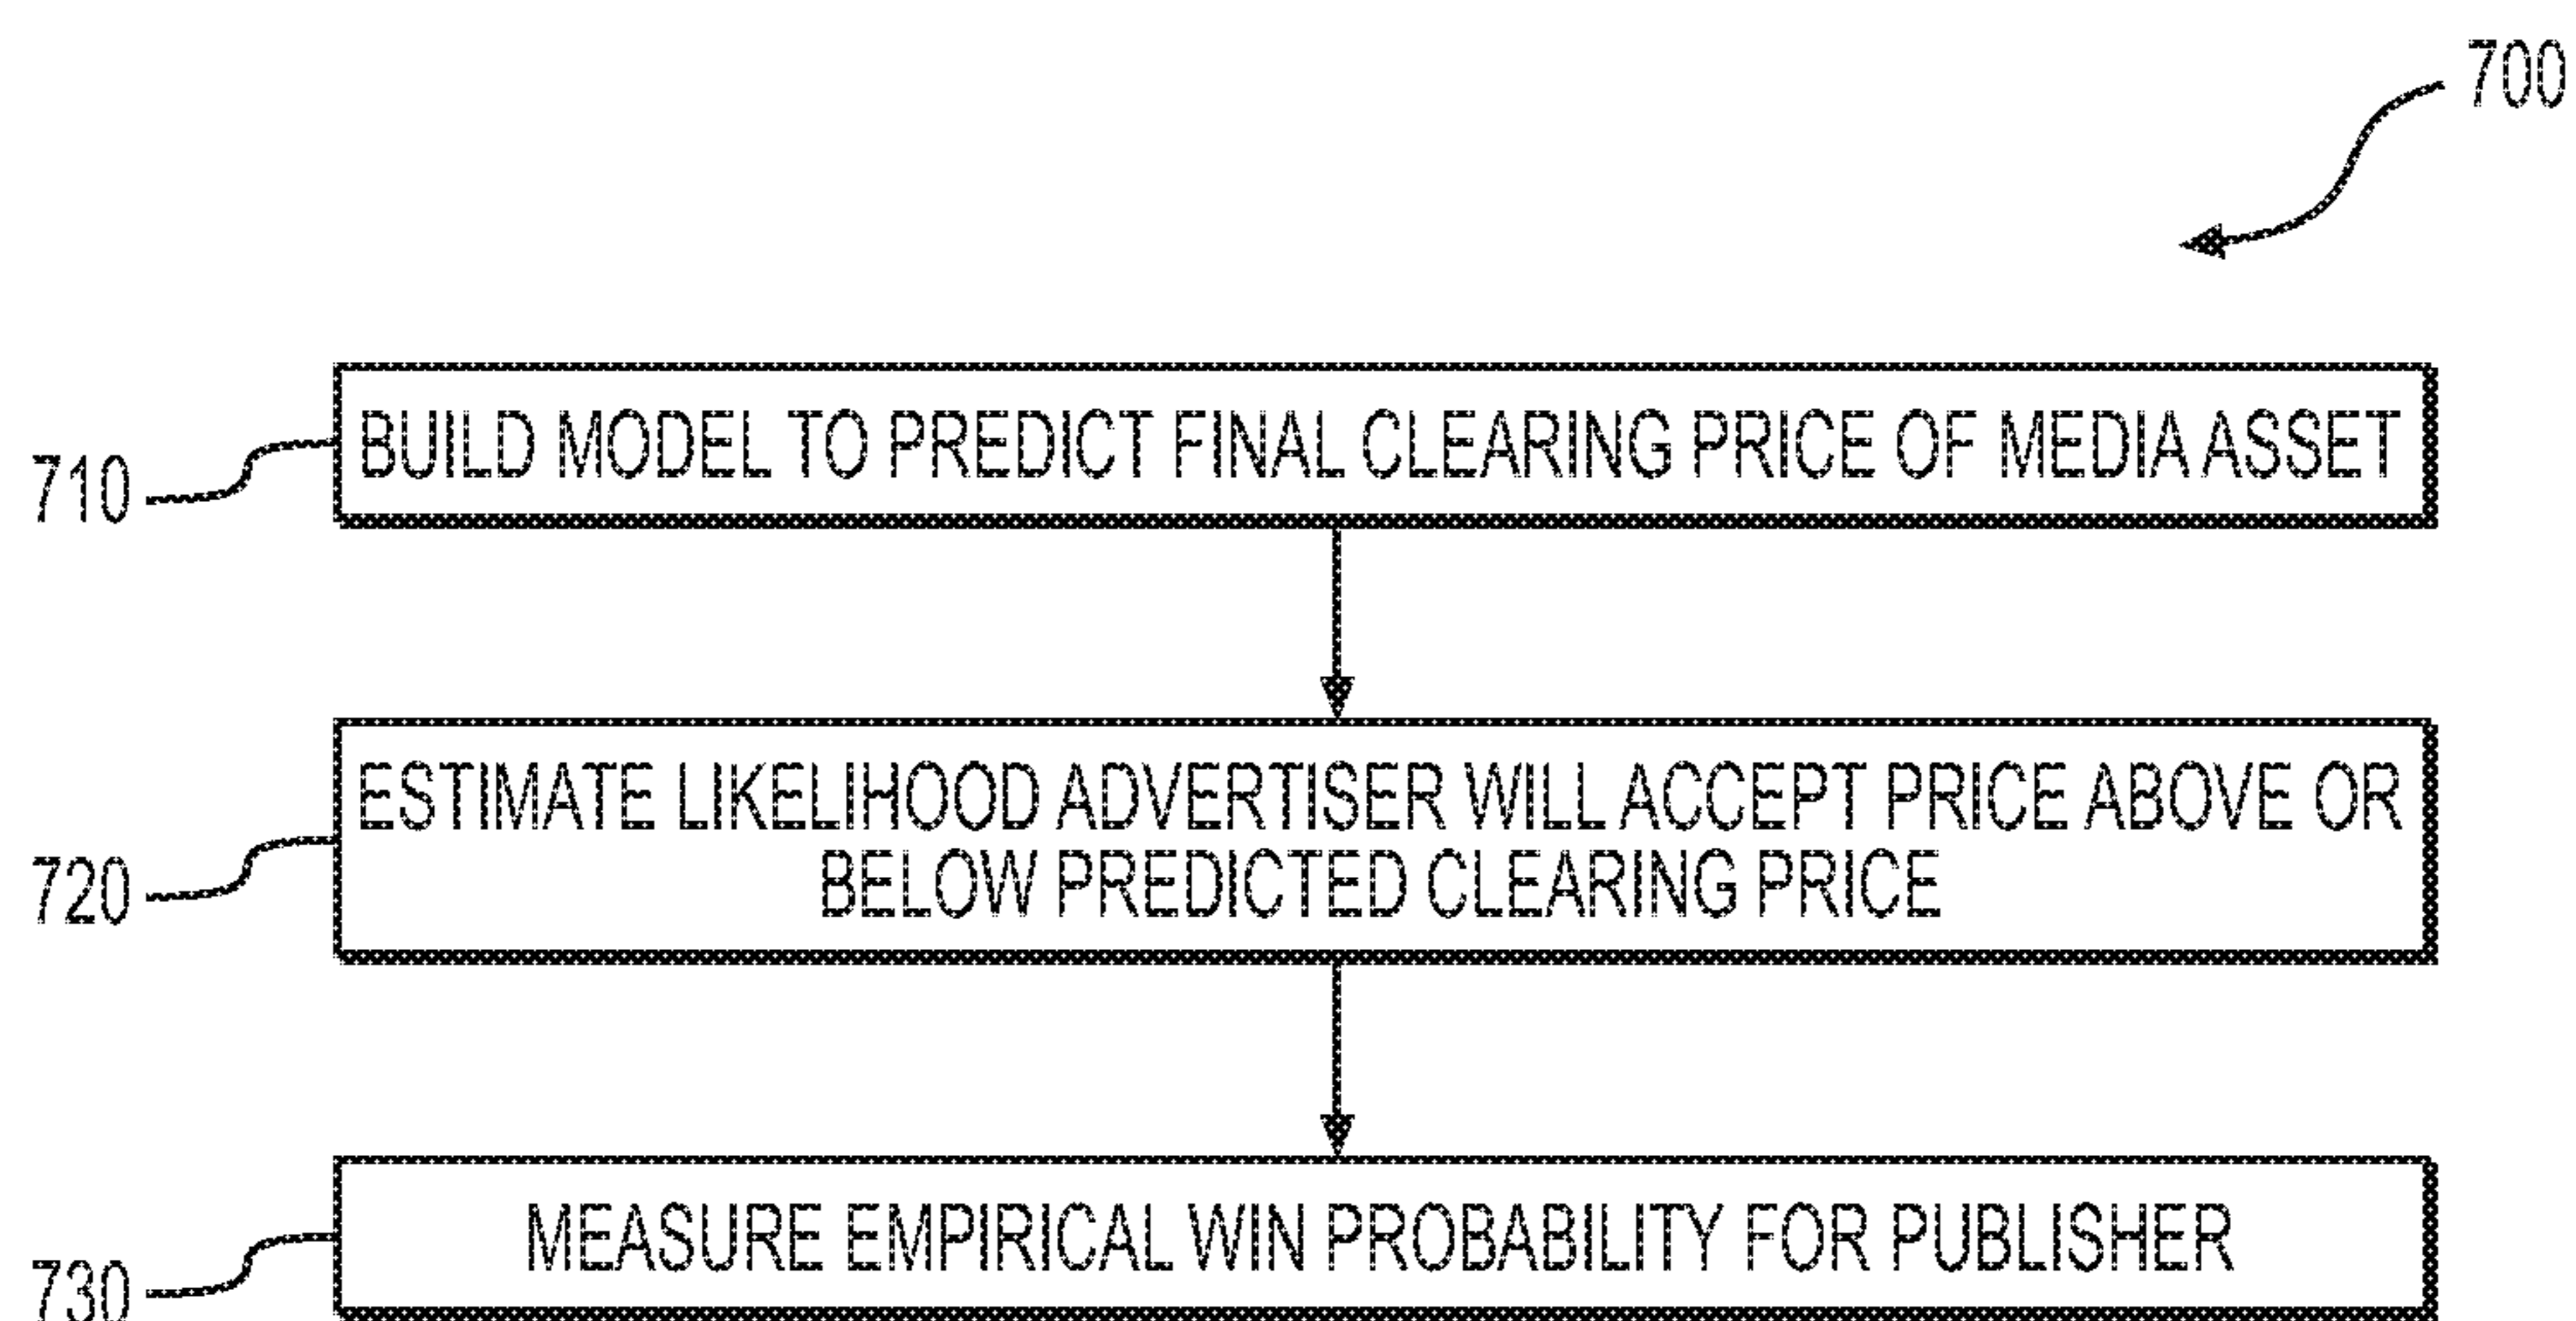 700
710
BUILD MODEL TO PREDICT FINAL CLEARING PRICE OF MEDIA ASSET
720
ESTIMATE LIKELIHOOD ADVERTISER WILL ACCEPT PRICE ABOVE OR
BELOW PREDICTED CLEARING PRICE
730
MEASURE EMPIRICAL WIN PROBABILITY FOR PUBLISHER